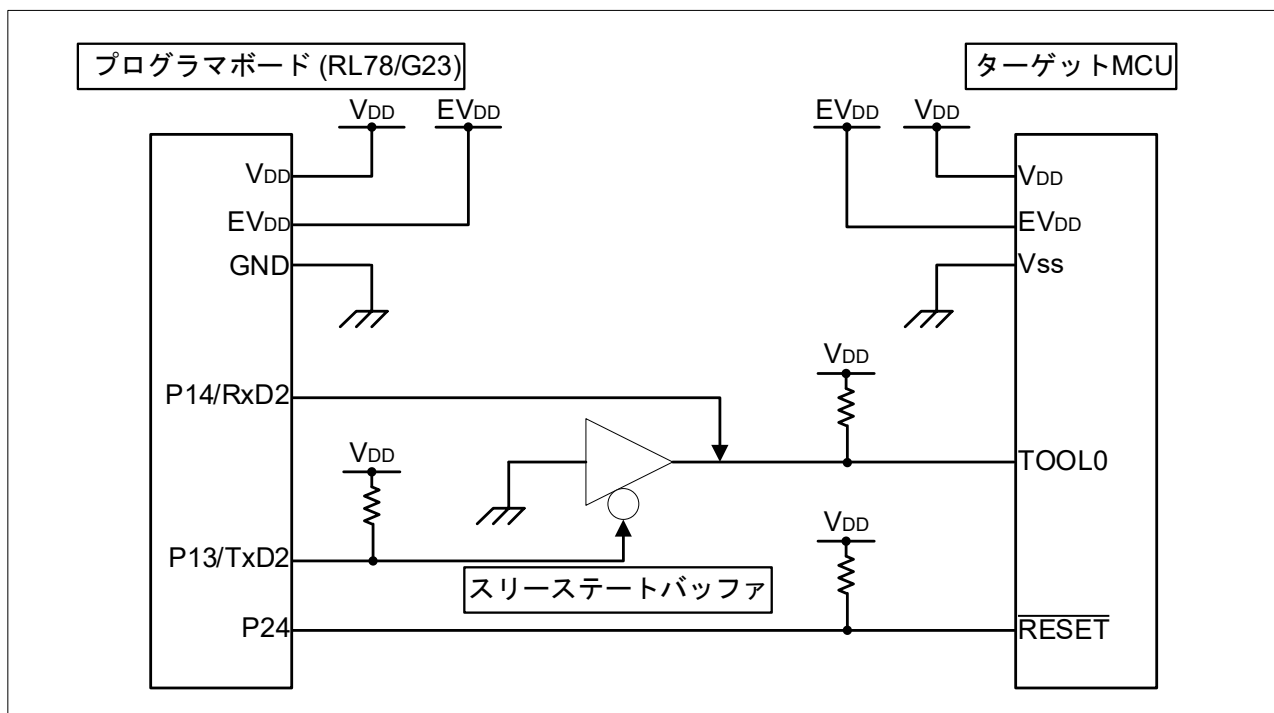 プログラマボード (RL78/G23)
ターゲットMCU
VDD
EVDD
EVDD
VDD
VDD
EVDD
GND
VDD
EVDD
Vss
P14/RxD2
VDD
VDD
TOOL0
P13/TxD2
スリーステートバッファ
VDD
P24
RESET